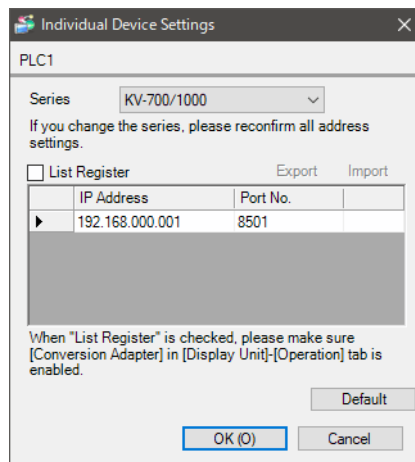 Individual Device Settings
PLC1
Series KV-700/1000
If you change the series, please reconfirm all address
settings.
List Register Export Import
IP Address Port No.
192.168.000.001 8501
When "List Register" is checked, please make sure
[Conversion Adapter] in [Display Unit]-[Operation] tab is
enabled.
Default
OK (O) Cancel